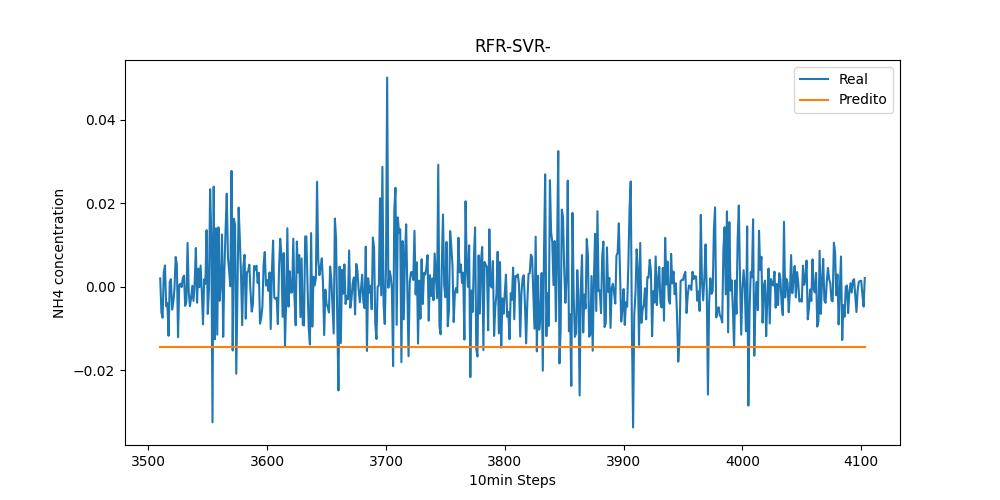 RFR-SVR-
Real
Predito
NH4 concentration
0.04
0.02
0.00
−0.02
3500 3600 3700 3800 3900 4000 4100
10min Steps